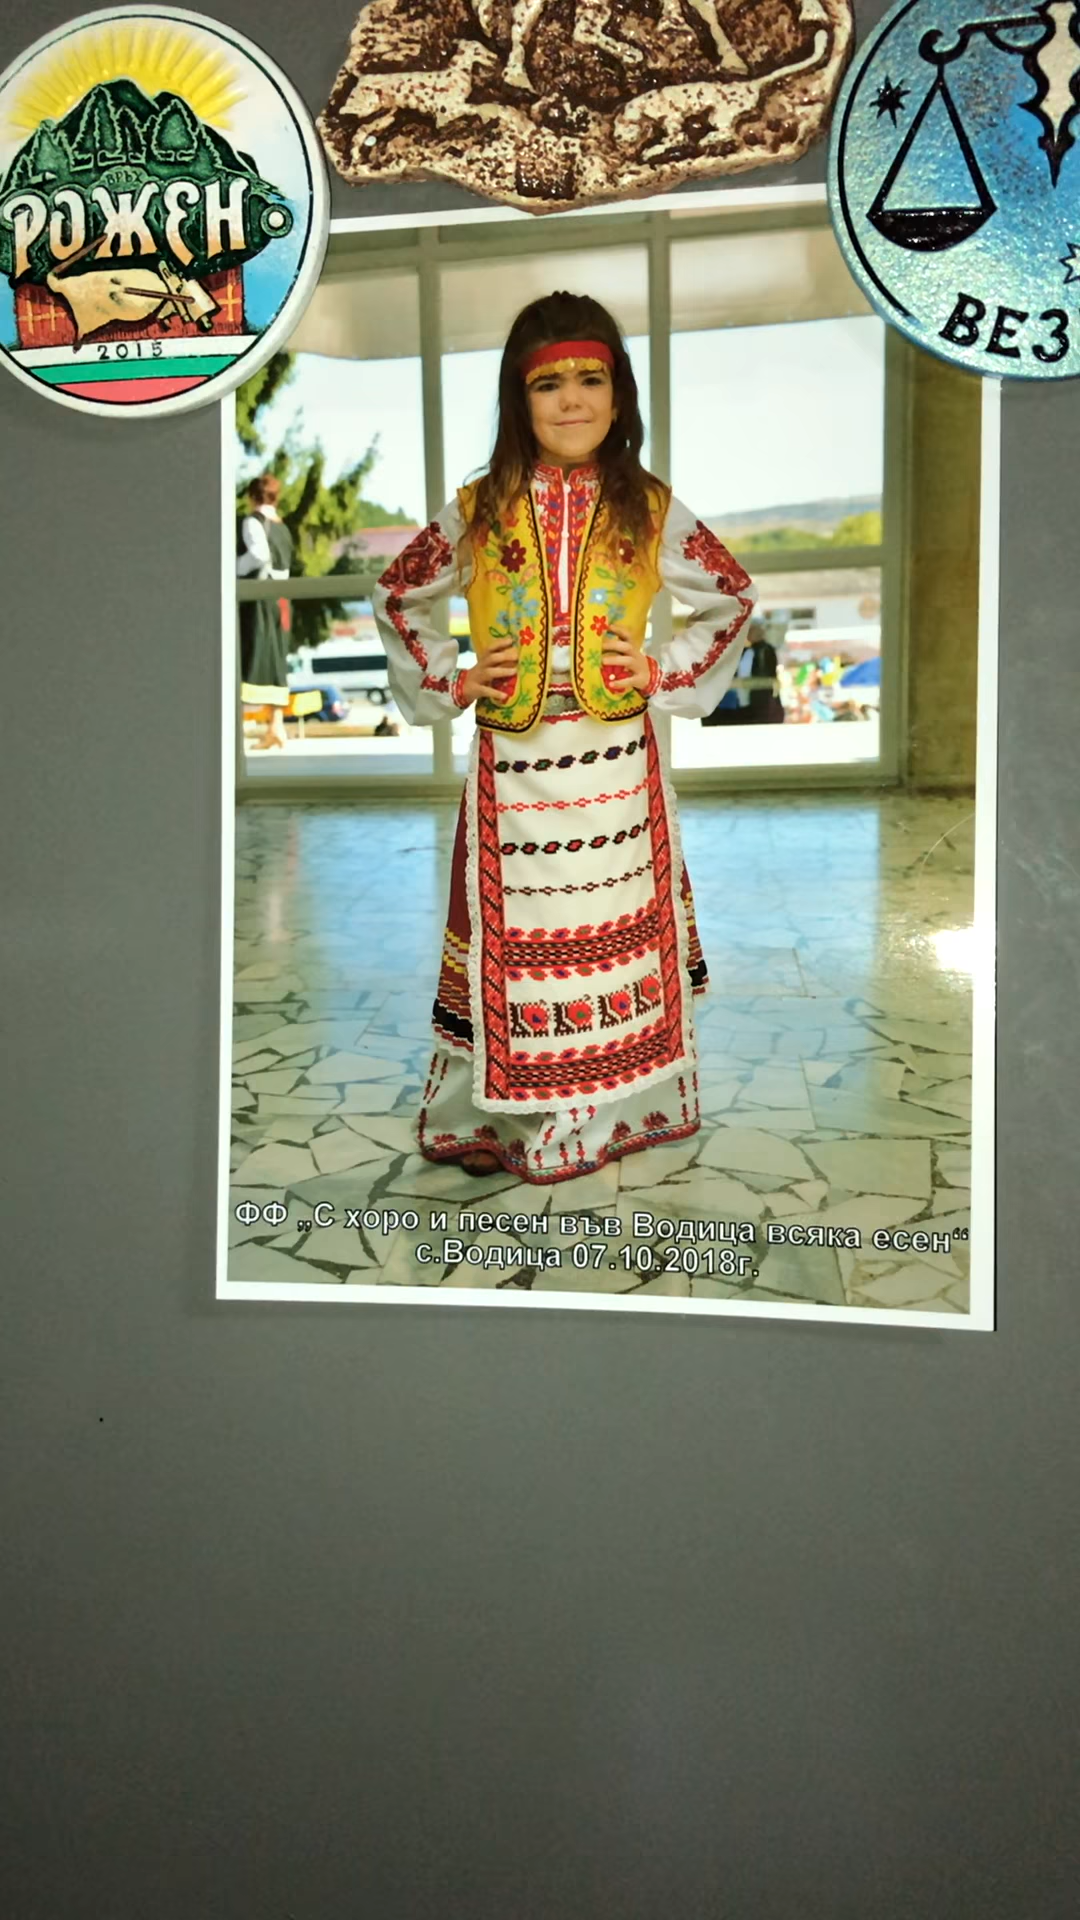 ВРЪХ
РОЖЕН
2015
ВЕЗ
ФФ „С хоро и песен във Водица всяка есен“
с.Водица 07.10.2018г.